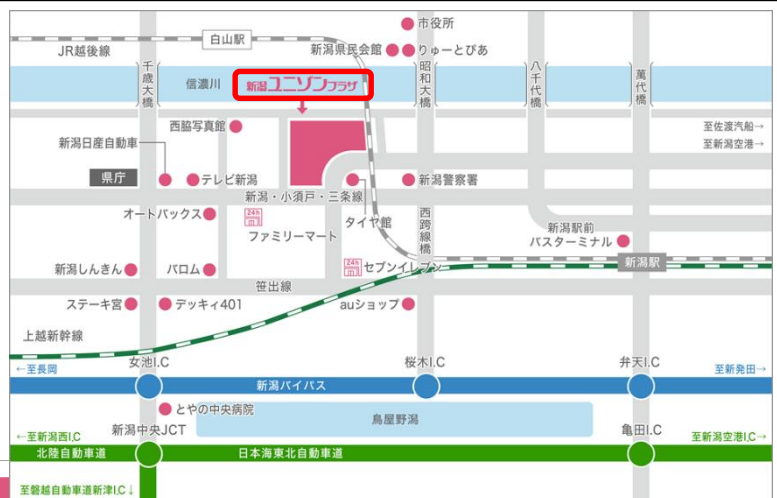 市役所
白山駅
JR越後線
新潟県民会館
りゅーとぴあ
千歳大橋
信濃川
新潟ユニゾンプラザ
昭和大橋
八千代橋
萬代橋
西脇写真館
至佐渡汽船→
新潟日産自動車
至新潟空港→
県庁
テレビ新潟
新潟警察署
新潟・小須戸・三条線
オートバックス
24h
タイヤ館
西跨線橋
ファミリーマート
新潟駅前
バスターミナル
新潟しんきん
バロム
24h
セブンイレブン
新潟駅
笹出線
ステーキ宮
デッキィ401
auショップ
上越新幹線
女池I.C
桜木I.C
弁天I.C
←至長岡
至新発田→
新潟バイパス
とやの中央病院
鳥屋野潟
新潟中央JCT
亀田I.C
←至新潟西I.C
至新潟空港I.C→
北陸自動車道
日本海東北自動車道
至磐越自動車道新津I.C↓